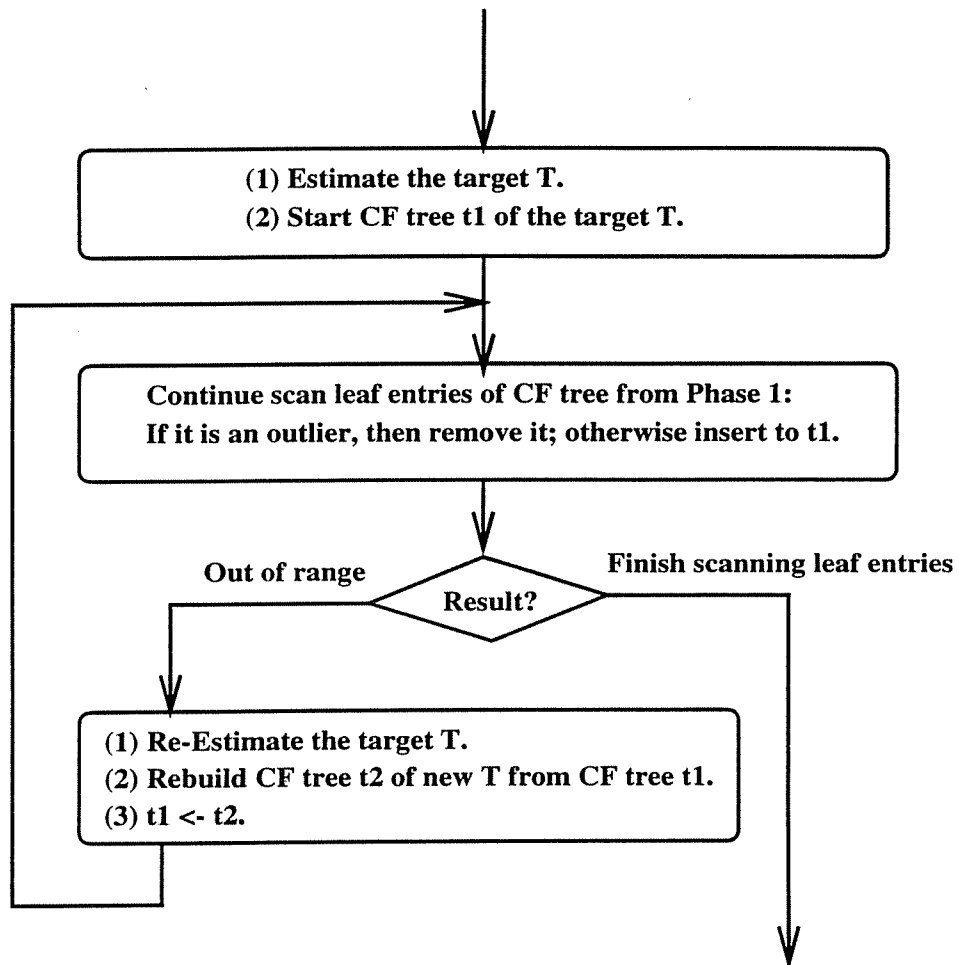 (1) Estimate the target T.
(2) Start CF tree t1 of the target T.
Continue scan leaf entries of CF tree from Phase 1:
If it is an outlier, then remove it; otherwise insert to t1.
Out of range
Result?
Finish scanning leaf entries
(1) Re-Estimate the target T.
(2) Rebuild CF tree t2 of new T from CF tree t1.
(3) t1 <- t2.